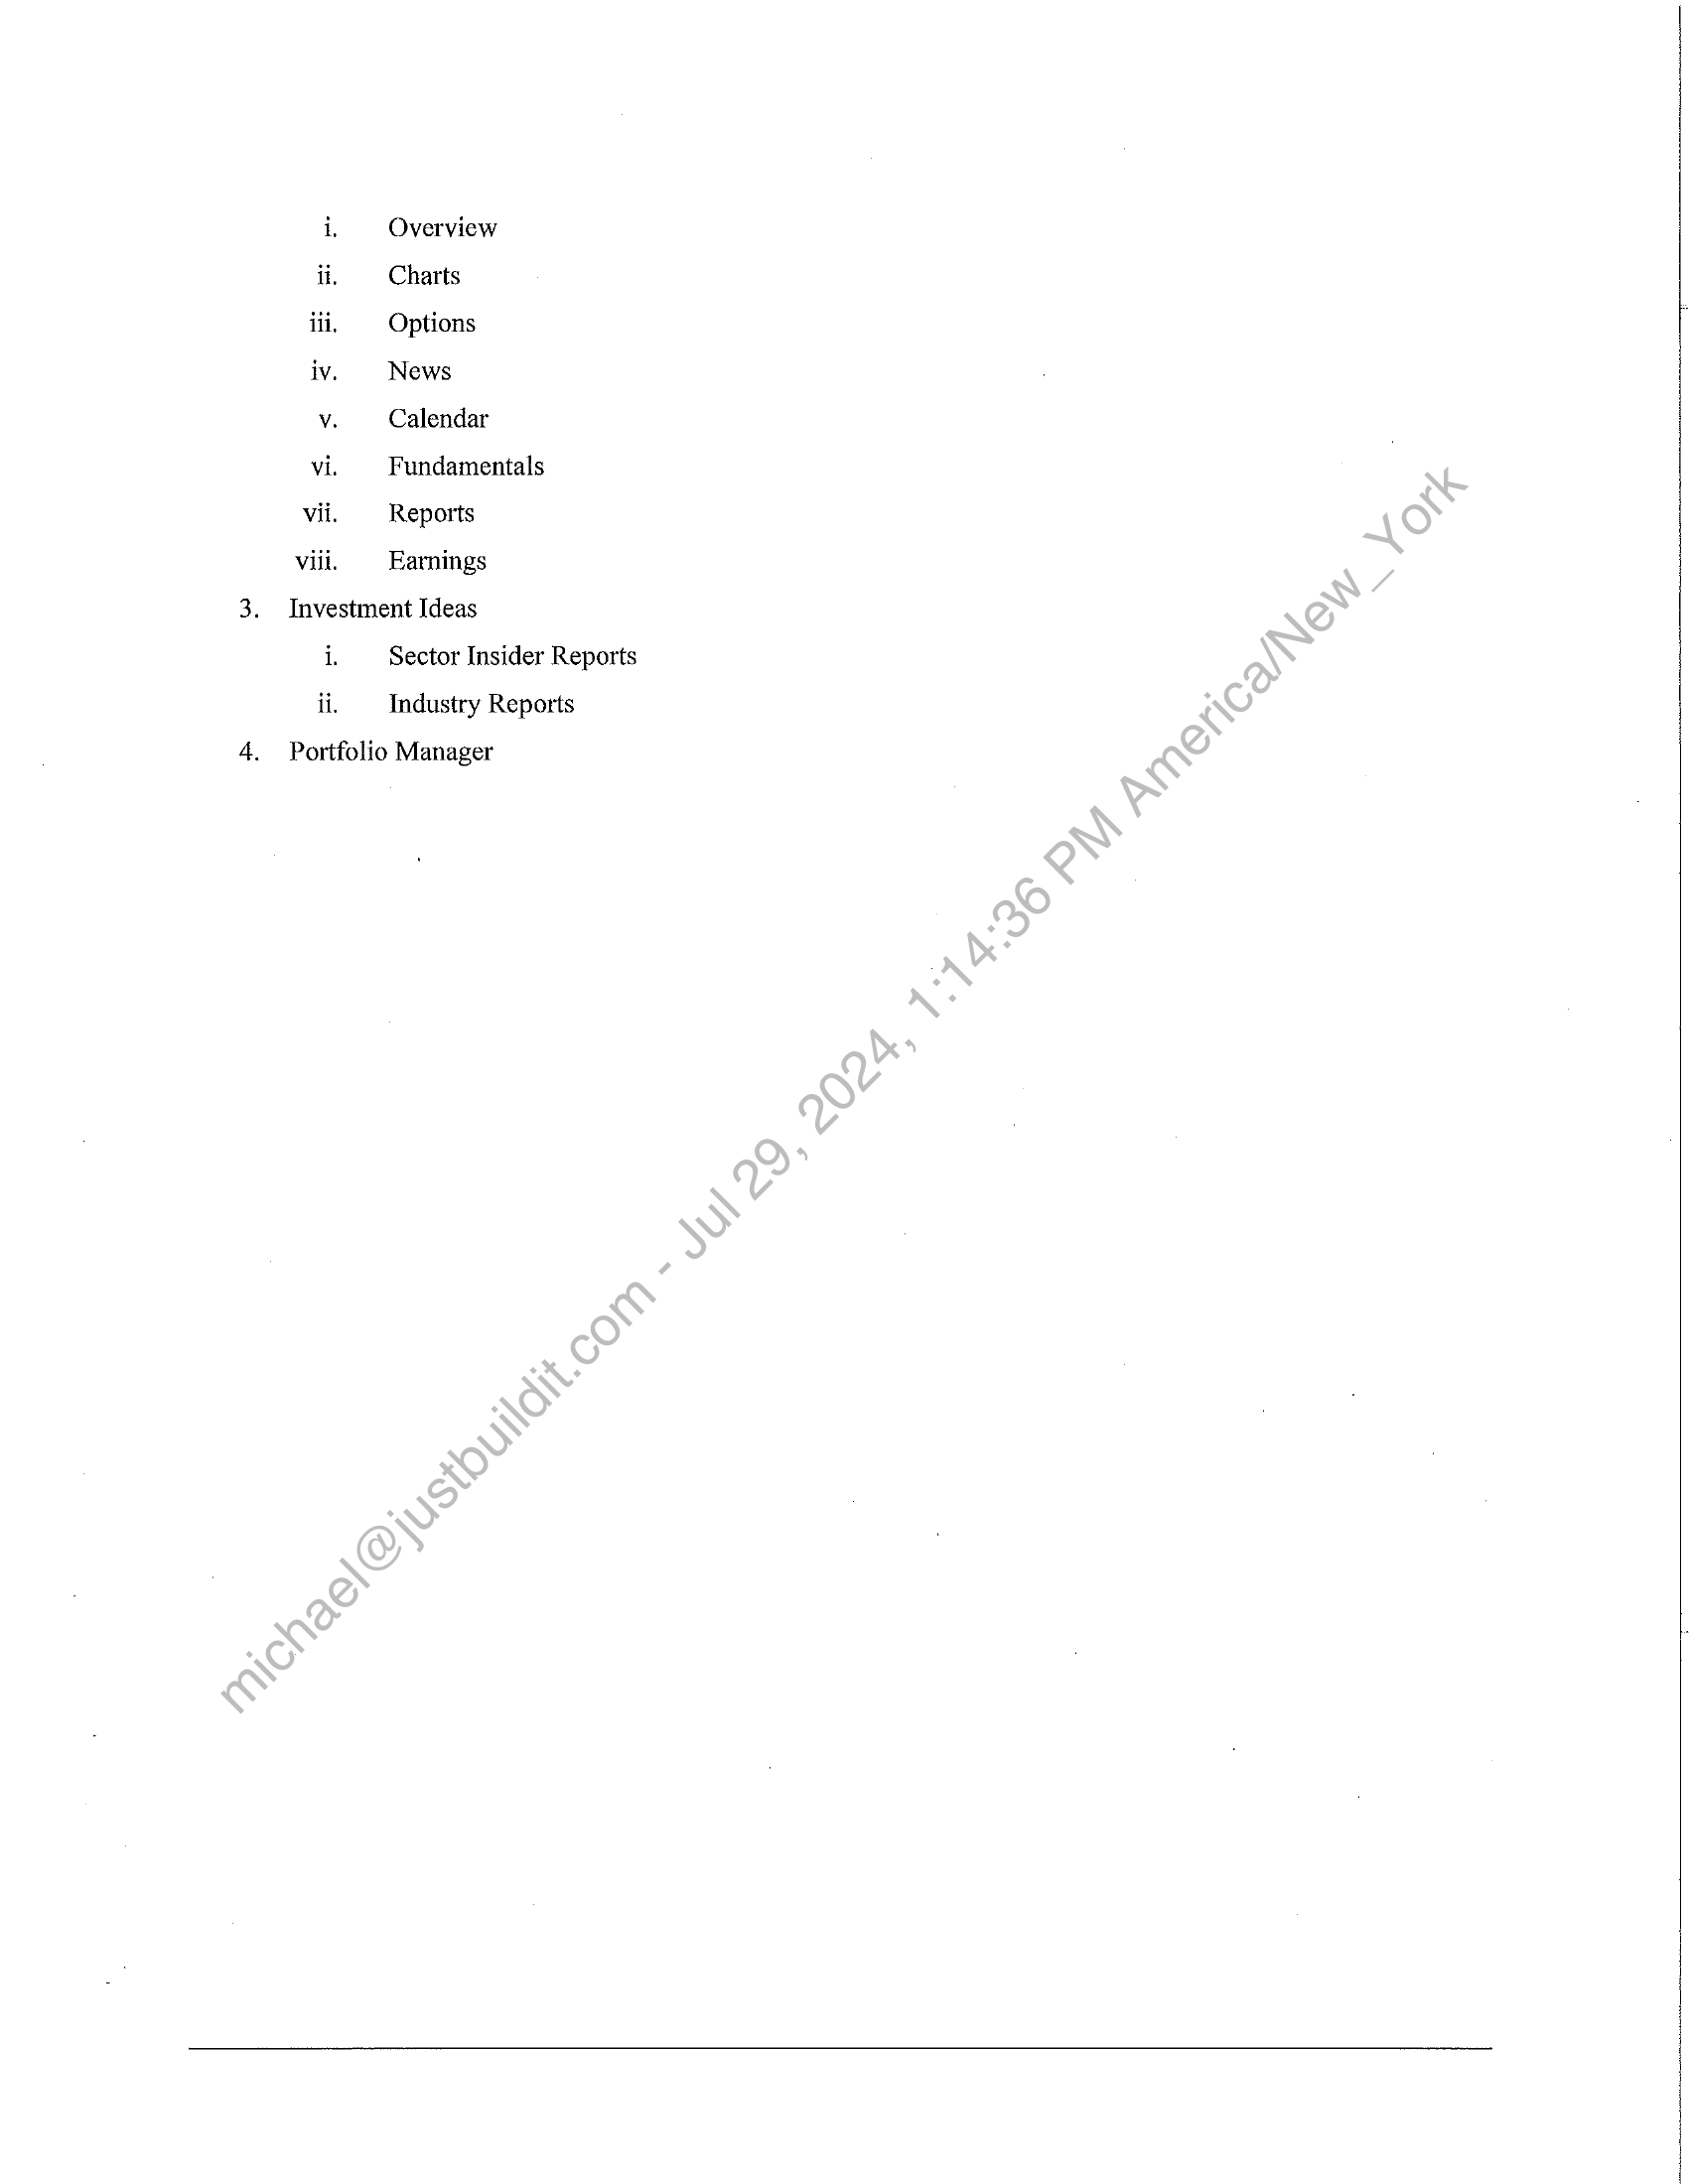 i. Overview
ii. Charts
iii. Options
iv. News
v. Calendar
vi. Fundamentals
vii. Reports
viii. Earnings
3. Investment Ideas
i. Sector Insider Reports
ii. Industry Reports
4. Portfolio Manager
michael@justbuildit.com - Jul 29, 2024, 1:14:36 PM America/New_York